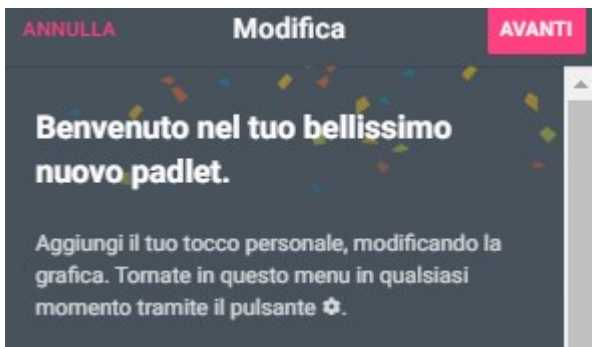 ANNULLA Modifica AVANTI
Benvenuto nel tuo bellissimo
nuovo padlet.
Aggiungi il tuo tocco personale, modificando la
grafica. Tornate in questo menu in qualsiasi
momento tramite il pulsante ⚙.